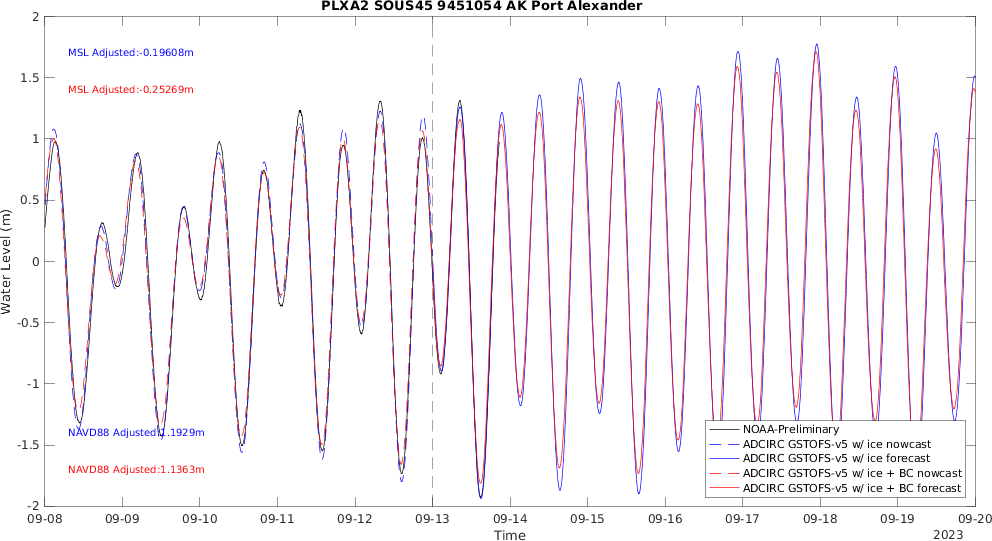 PLXA2 SOUS45 9451054 AK Port Alexander
2
1.5
1
0.5
0
-0.5
-1
-1.5
-2
Water Level (m)
MSL Adjusted:-0.19608m
MSL Adjusted:-0.25269m
NAVD88 Adjusted:1.1929m
NAVD88 Adjusted:1.1363m
NOAA-Preliminary
ADCIRC GSTOFS-v5 w/ ice nowcast
ADCIRC GSTOFS-v5 w/ ice forecast
ADCIRC GSTOFS-v5 w/ ice + BC nowcast
ADCIRC GSTOFS-v5 w/ ice + BC forecast
09-08 09-09 09-10 09-11 09-12 09-13 09-14 09-15 09-16 09-17 09-18 09-19 09-20
Time
2023